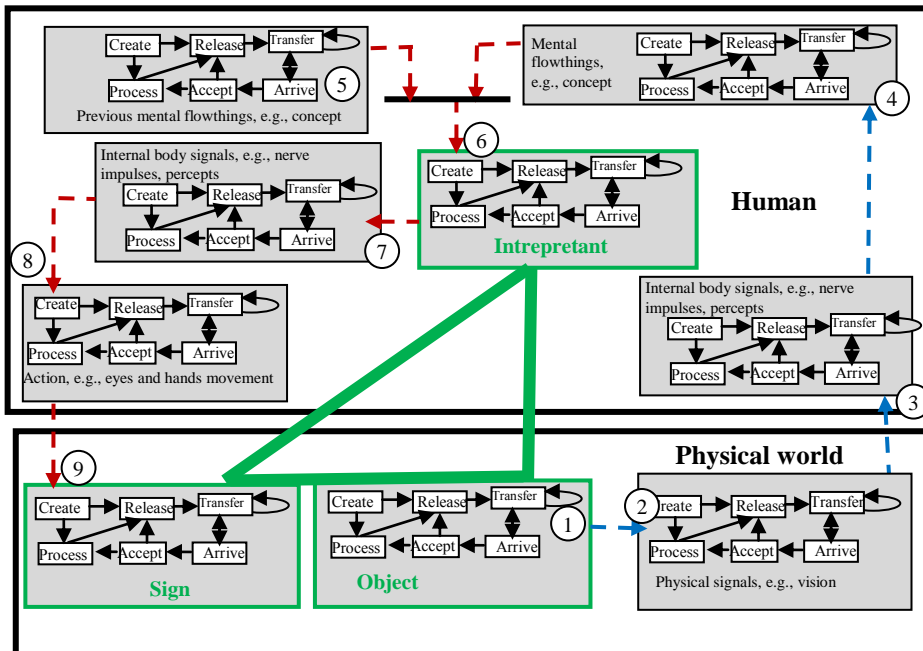 Create Release Transfer
Process Accept Arrive
5
Previous mental flowthings, e.g., concept
Mental
flowthings,
e.g., concept
Create Release Transfer
Process Accept Arrive
4
6
Internal body signals, e.g., nerve
impulses, percepts
Create Release Transfer
Process Accept Arrive
7
Create Release Transfer
Process Accept Arrive
Intrepretant
Human
8
Create Release Transfer
Process Accept Arrive
Action, e.g., eyes and hands movement
Internal body signals, e.g., nerve
impulses, percepts
Create Release Transfer
Process Accept Arrive
3
Physical world
9
Create Release Transfer
Process Accept Arrive
Sign
Create Release Transfer
Process Accept Arrive
1
Object
2
Create Release Transfer
Process Accept Arrive
Physical signals, e.g., vision